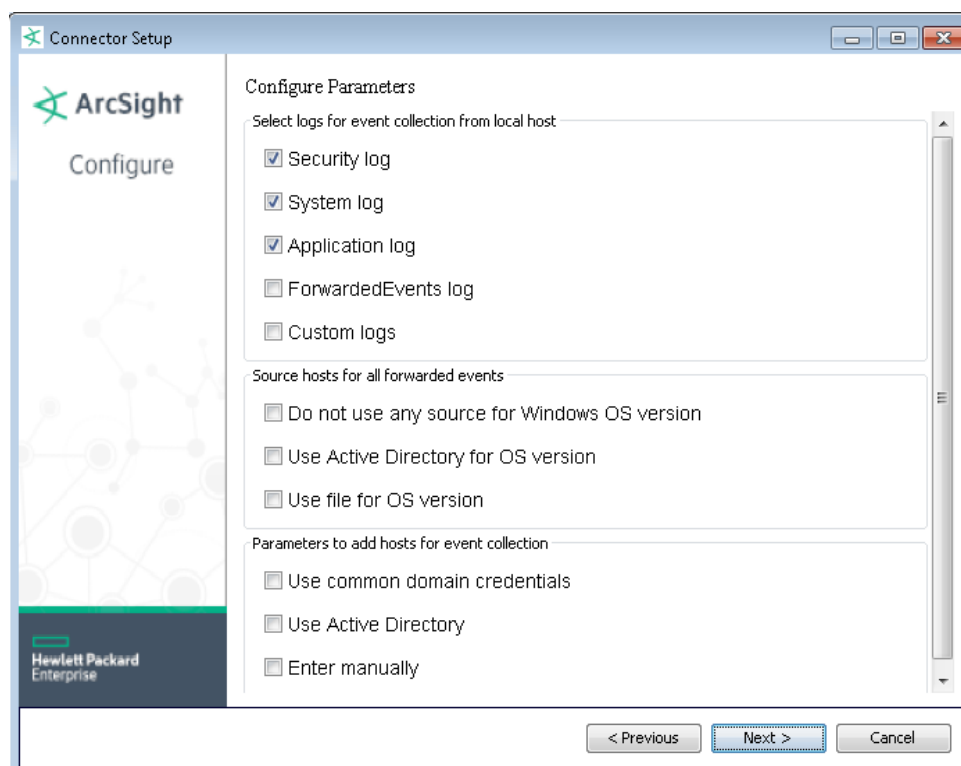 Connector Setup
ArcSight
Configure
Hewlett Packard
Enterprise
Configure Parameters
Select logs for event collection from local host
Security log
System log
Application log
ForwardedEvents log
Custom logs
Source hosts for all forwarded events
Do not use any source for Windows OS version
Use Active Directory for OS version
Use file for OS version
Parameters to add hosts for event collection
Use common domain credentials
Use Active Directory
Enter manually
< Previous
Next >
Cancel